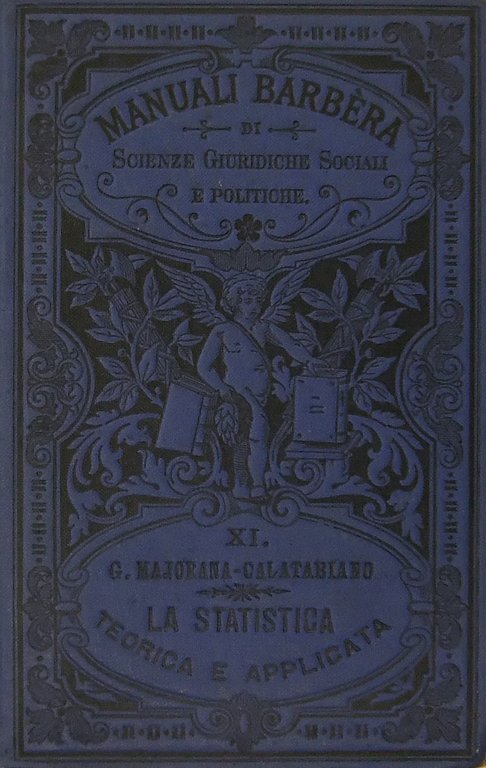 MANUALI BARBÈRA
DI
SCIENZE GIURIDICHE SOCIALI
E POLITICHE.
XI.
G. MAJORANA-CALATABIANO
LA STATISTICA
TEORICA E APPLICATA